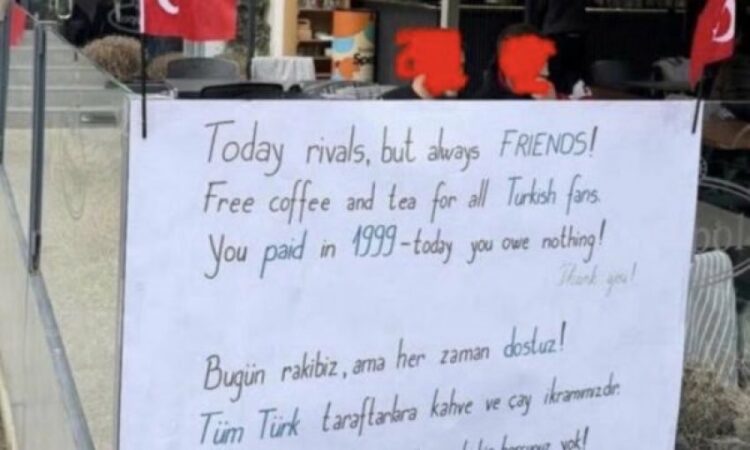 Today rivals, but always FRIENDS!
Free coffee and tea for all Turkish fans.
You paid in 1999-today you owe nothing!
Thank you!
Bugün rakibiz, ama her zaman dostuz!
Tüm Türk taraftarlara kahve ve çay ikramımızdır.
yok!